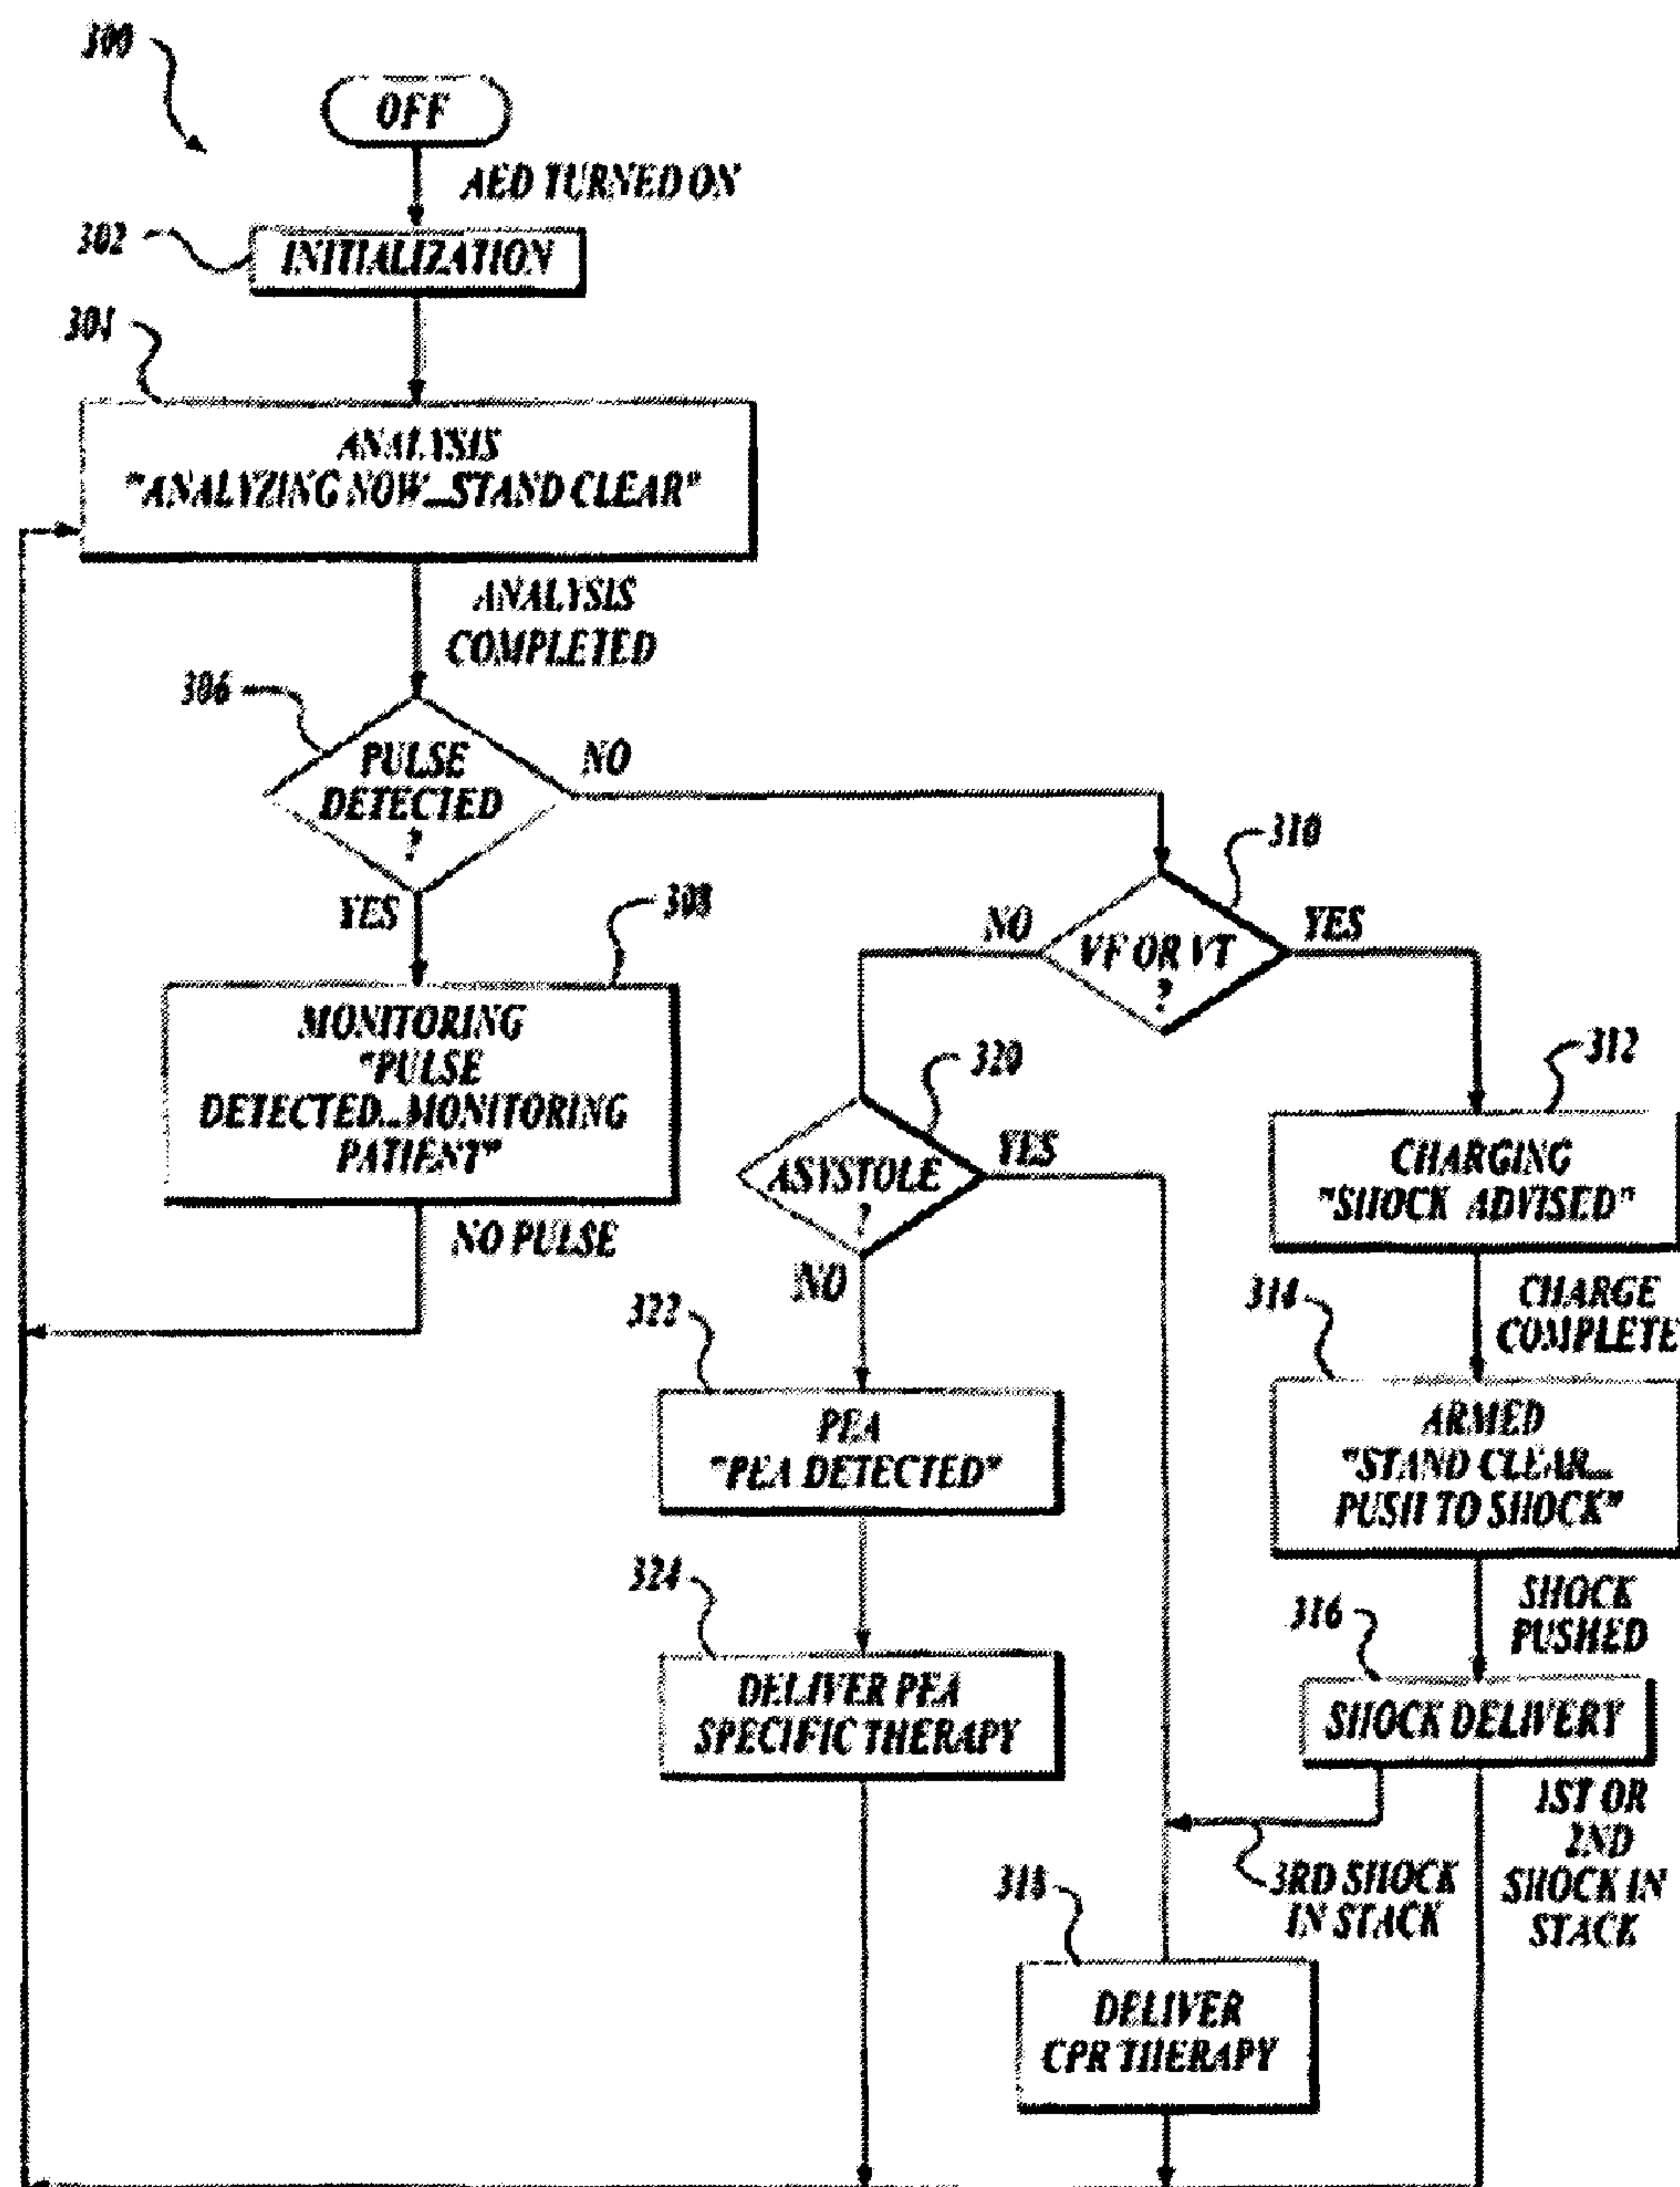 300
OFF
AED TURNED ON
302
INITIALIZATION
304
ANALYSIS
"ANALYZING NOW...STAND CLEAR"
ANALYSIS
COMPLETED
306
PULSE
DETECTED
?
NO
YES
308
MONITORING
"PULSE
DETECTED...MONITORING
PATIENT"
NO PULSE
310
NO
VF OR VT
?
YES
320
ASYSTOLE
?
YES
NO
312
CHARGING
"SHOCK ADVISED"
CHARGE
COMPLETE
314
ARMED
"STAND CLEAR...
PUSH TO SHOCK"
SHOCK
PUSHED
322
PEA
"PEA DETECTED"
324
DELIVER PEA
SPECIFIC THERAPY
316
SHOCK DELIVERY
1ST OR
2ND
SHOCK IN
STACK
3RD SHOCK
IN STACK
318
DELIVER
CPR THERAPY